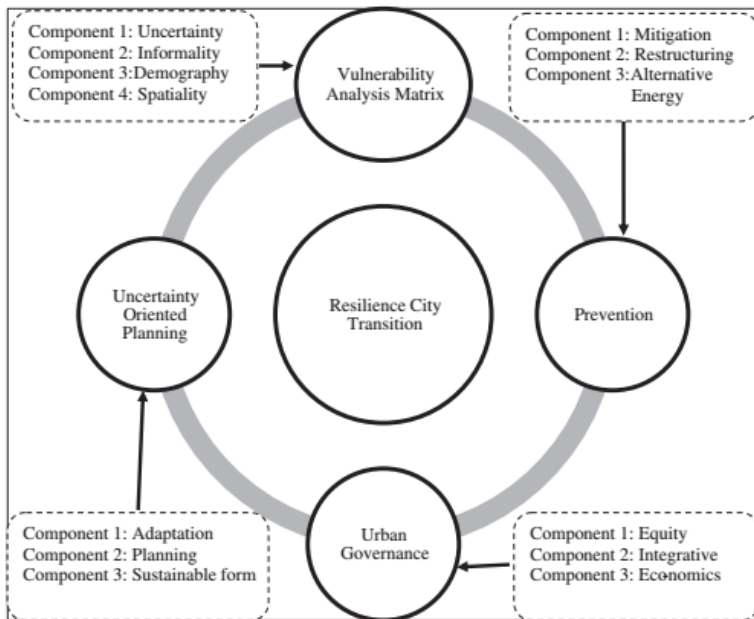 Component 1: Uncertainty
Component 2: Informality
Component 3:Demography
Component 4: Spatiality
Vulnerability
Analysis Matrix
Component 1: Mitigation
Component 2: Restructuring
Component 3:Alternative
Energy
Uncertainty
Oriented
Planning
Resilience City
Transition
Prevention
Component 1: Adaptation
Component 2: Planning
Component 3: Sustainable form
Urban
Governance
Component 1: Equity
Component 2: Integrative
Component 3: Economics